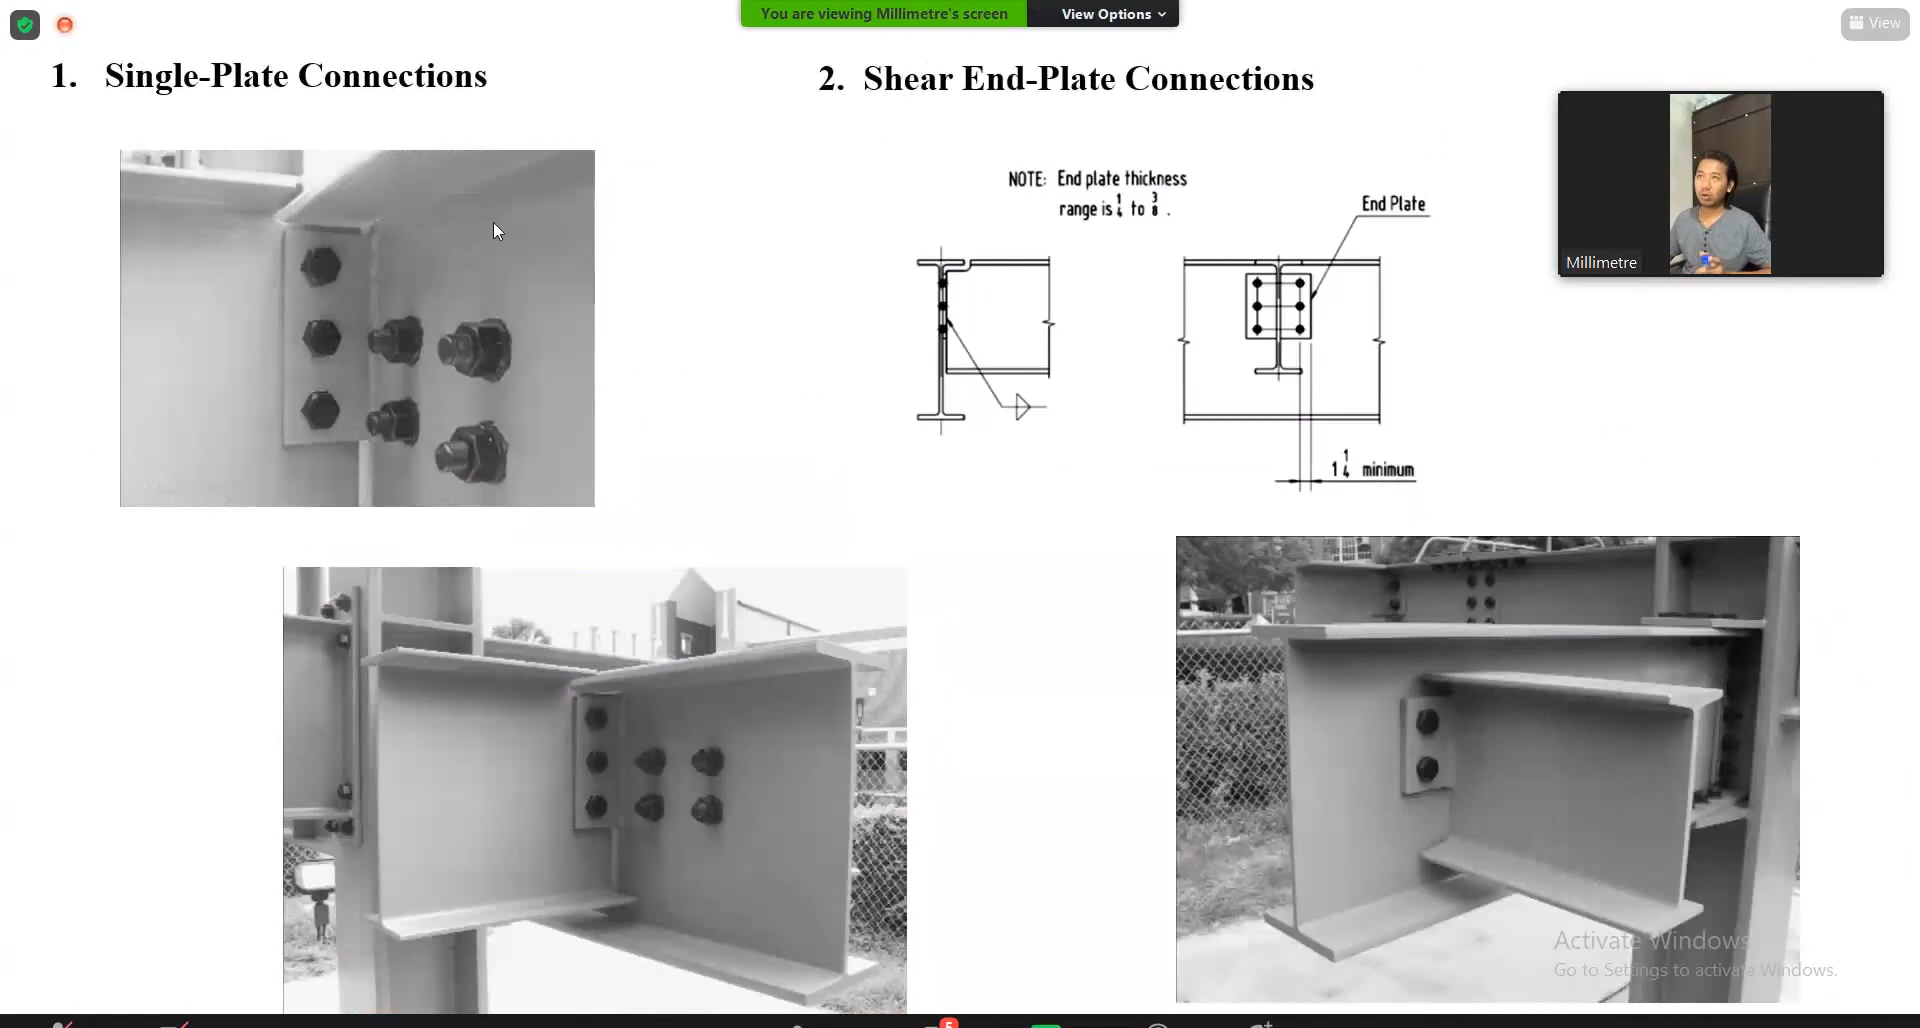 You are viewing Millimetre's screen
View Options
View
1. Single-Plate Connections
2. Shear End-Plate Connections
NOTE: End plate thickness
range is 1/4 to 3/8 .
End Plate
Millimetre
1 1/4 minimum
Activate Windows
Go to Settings to activate Windows.
5